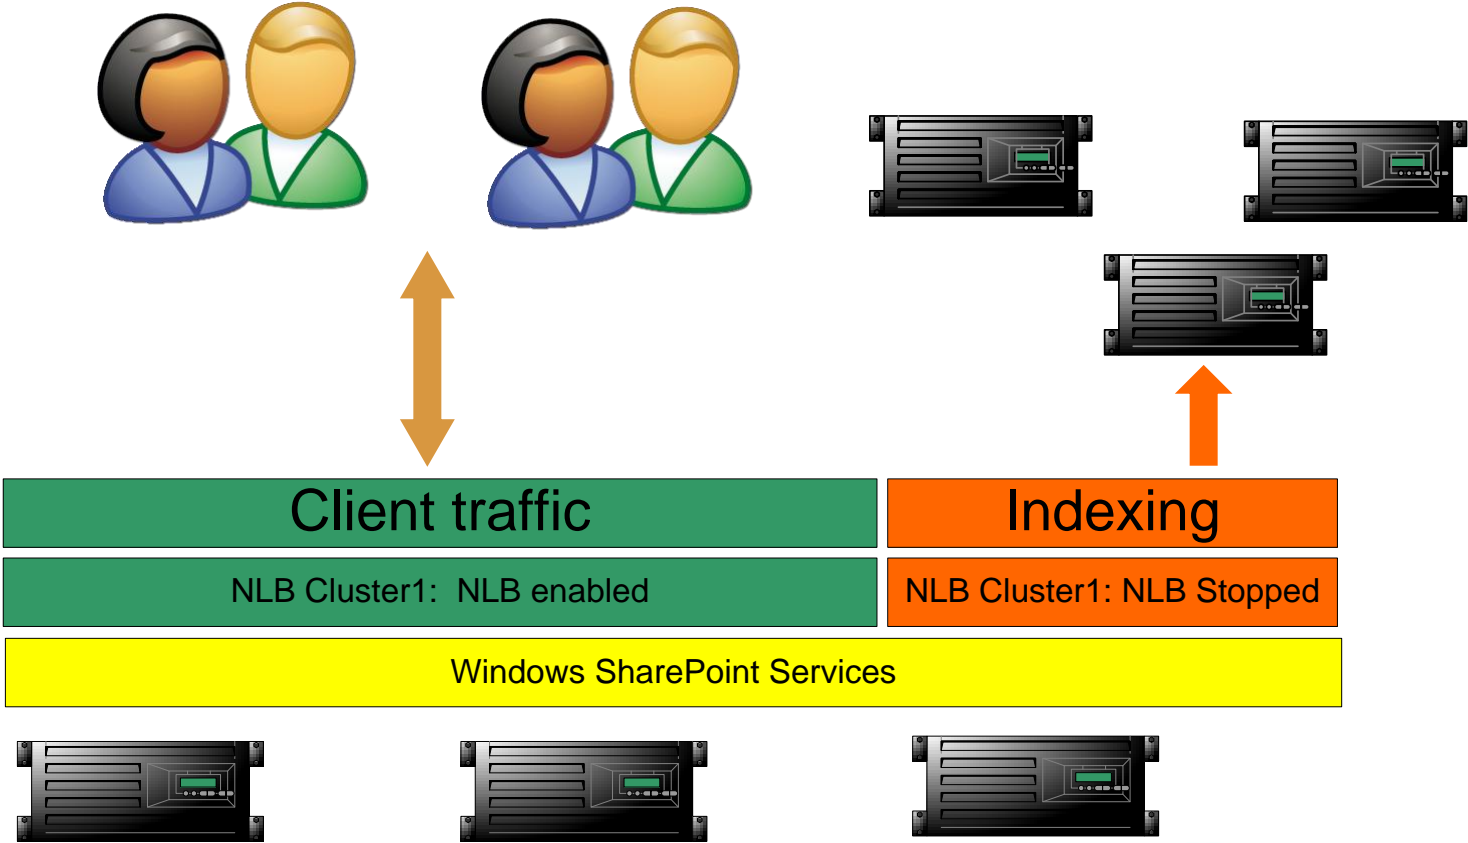 Client traffic
Indexing
NLB Cluster1:  NLB enabled
NLB Cluster1: NLB Stopped
Windows SharePoint Services